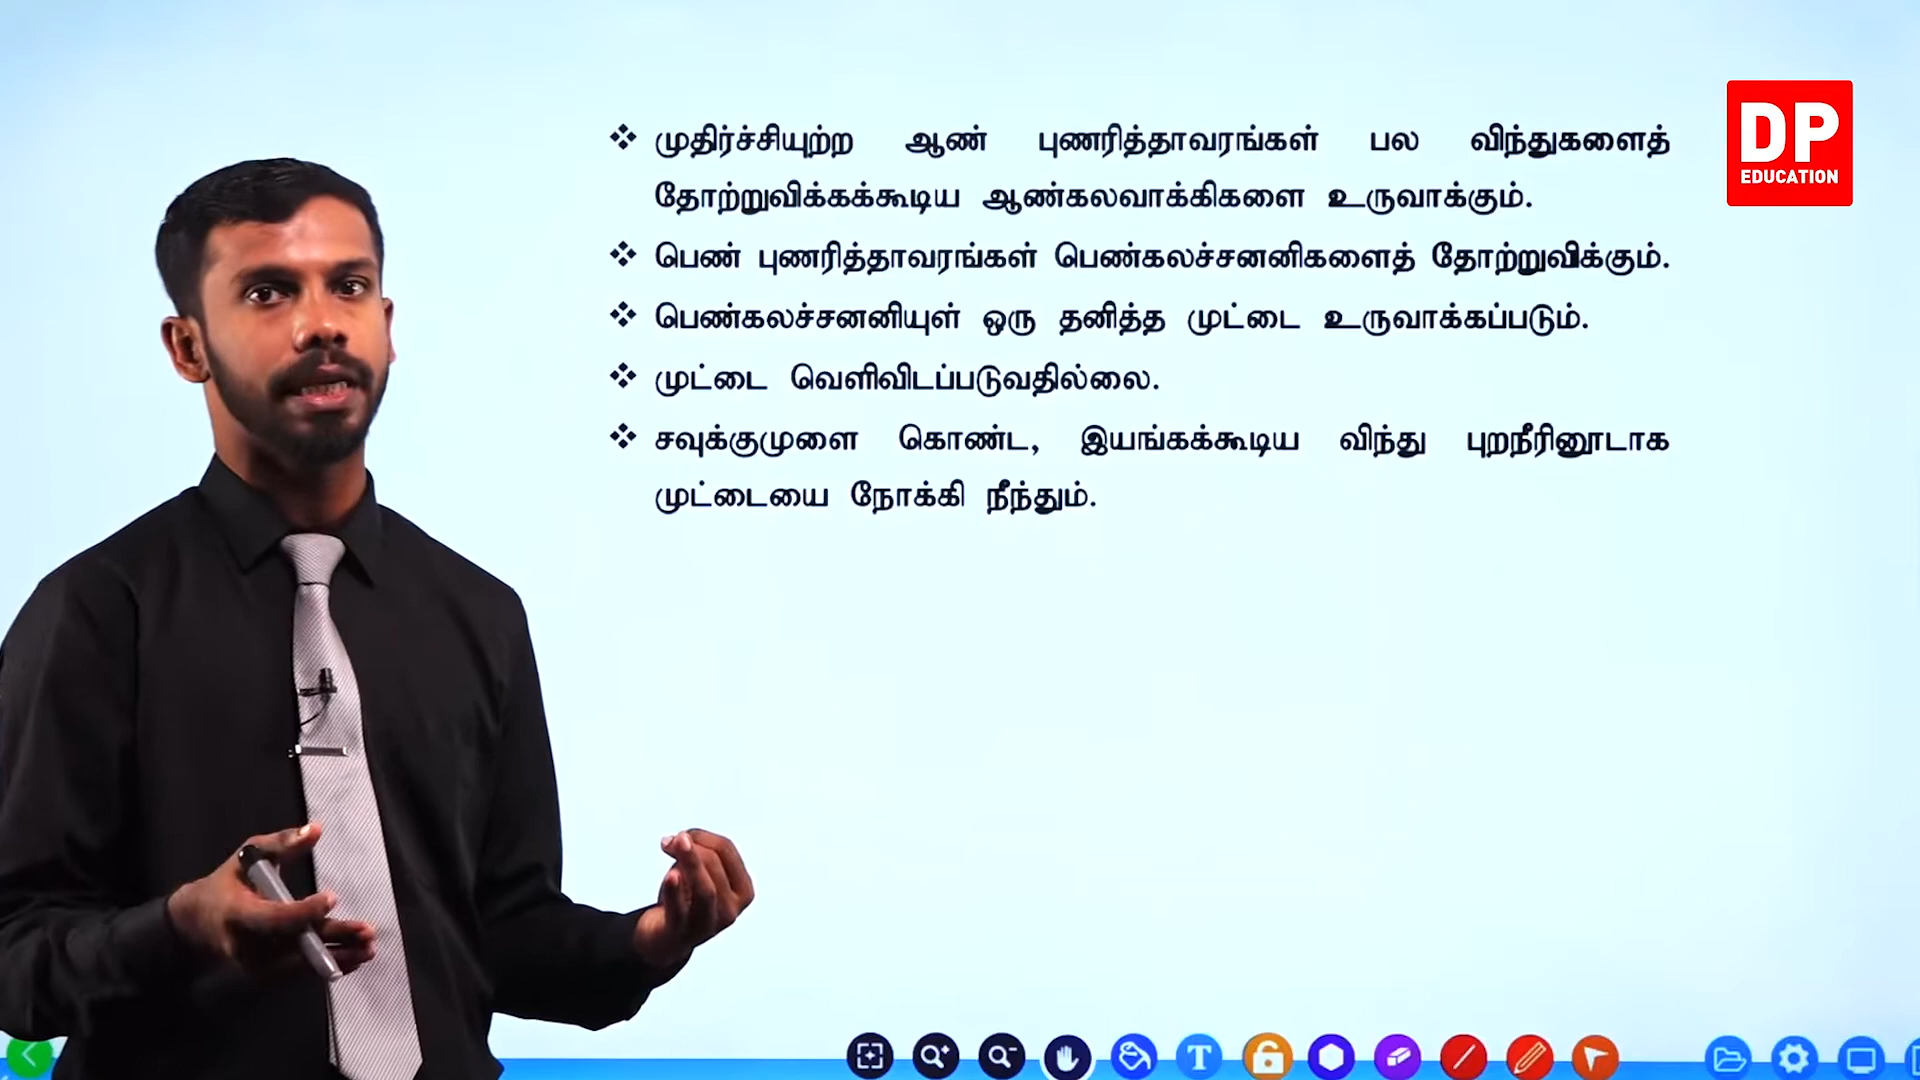 ❖ முதிர்ச்சியுற்ற ஆண் புணரித்தாவரங்கள் பல விந்துகளைத்
தோற்றுவிக்கக்கூடிய ஆண்கலவாக்கிகளை உருவாக்கும்.
❖ பெண் புணரித்தாவரங்கள் பெண்கலச்சனனிகளைத் தோற்றுவிக்கும்.
❖ பெண்கலச்சனனியுள் ஒரு தனித்த முட்டை உருவாக்கப்படும்.
❖ முட்டை வெளிவிடப்படுவதில்லை.
❖ சவுக்குமுளை கொண்ட, இயங்கக்கூடிய விந்து புறநீரினூடாக
முட்டையை நோக்கி நீந்தும்.
DP
EDUCATION
T